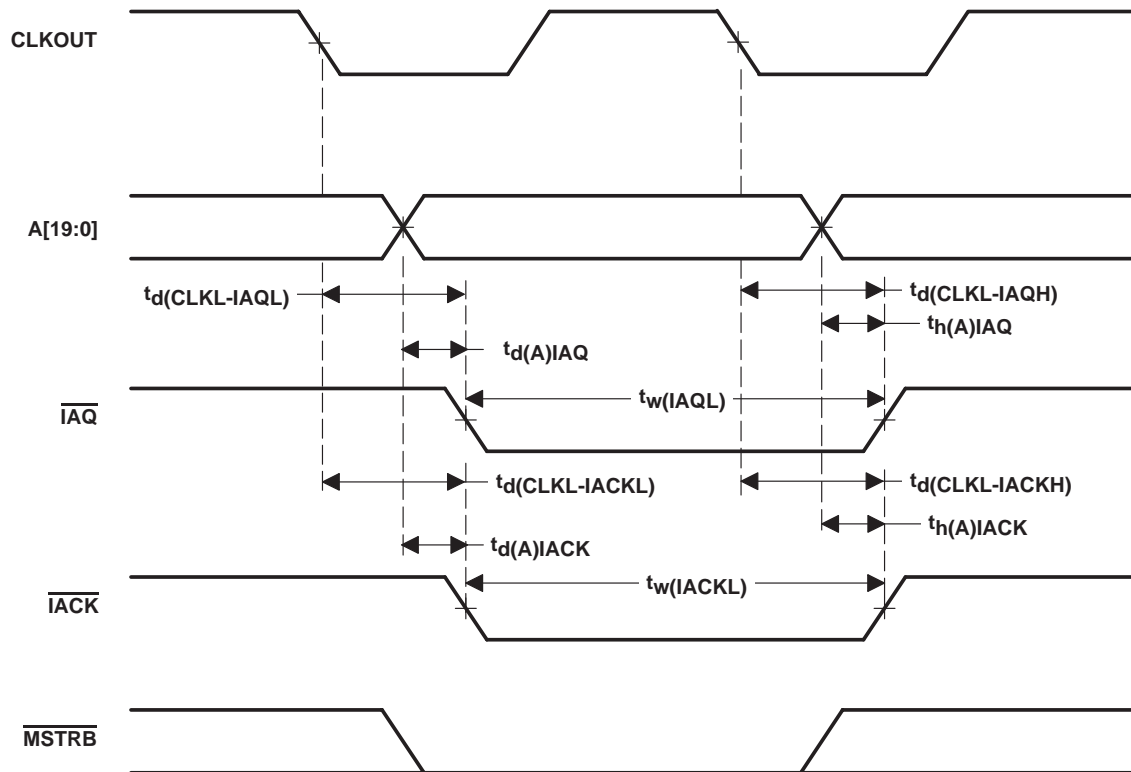 CLKOUT
A[19:0]
td(CLKL-IAQL)
td(CLKL-IAQH)
th(A)IAQ
td(A)IAQ
tw(IAQL)
IAQ
td(CLKL-IACKL)
td(CLKL-IACKH)
th(A)IACK
td(A)IACK
tw(IACKL)
IACK
MSTRB